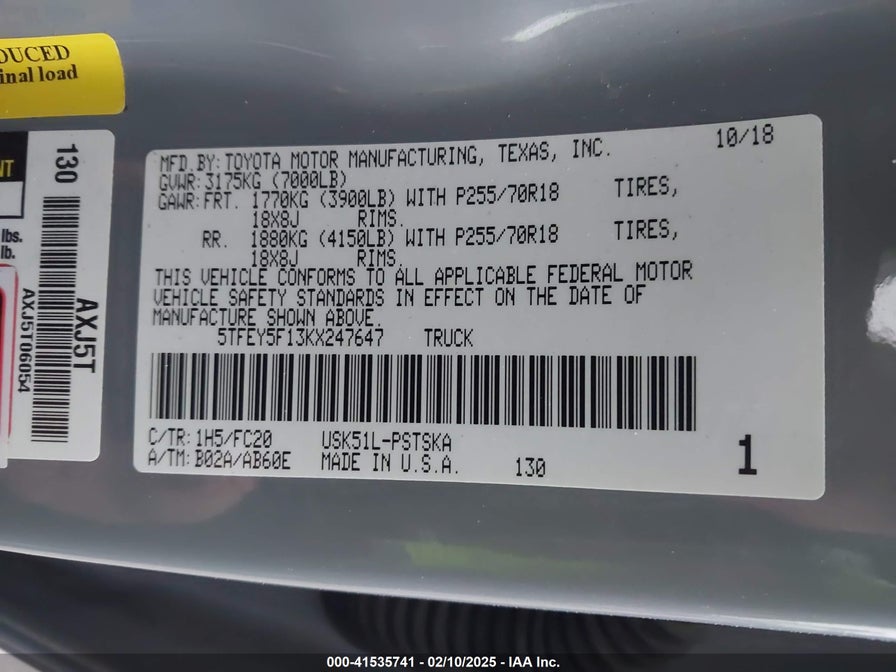 DUCED
inal load
NT
lbs.
lb.
130
AXJ5T
AXJ5T06054
10/18
MFD.BY:TOYOTA MOTOR MANUFACTURING, TEXAS, INC.
GVWR:3175KG (7000LB)
GAWR:FRT. 1770KG (3900LB) WITH P255/70R18 TIRES,
18X8J RIMS.
RR. 1880KG (4150LB) WITH P255/70R18 TIRES,
18X8J RIMS.
THIS VEHICLE CONFORMS TO ALL APPLICABLE FEDERAL MOTOR
VEHICLE SAFETY STANDARDS IN EFFECT ON THE DATE OF
MANUFACTURE SHOWN ABOVE.
5TFEY5F13KX247647 TRUCK
C/TR:1H5/FC20 USK51L-PSTSKA
A/TM:B02A/AB60E MADE IN U.S.A. 130 1
000-41535741 - 02/10/2025 - IAA Inc.